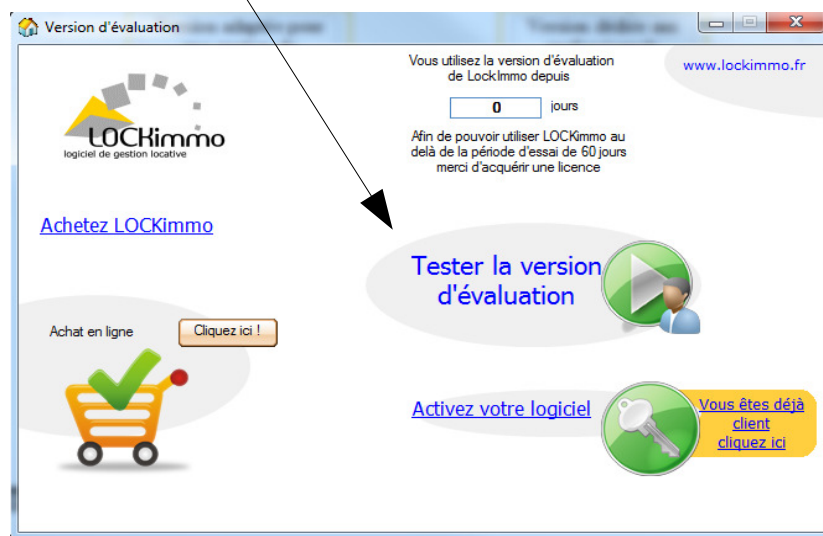 Version d'évaluation
Vous utilisez la version d'évaluation
de LockImmo depuis
0 jours
Afin de pouvoir utiliser LOCKimmo au
delà de la période d'essai de 60 jours
merci d'acquérir une licence
www.lockimmo.fr
LOCKimmo
logiciel de gestion locative
Achetez LOCKimmo
Tester la version
d'évaluation
Achat en ligne
Cliquez ici !
Activez votre logiciel
Vous êtes déjà
client
cliquez ici